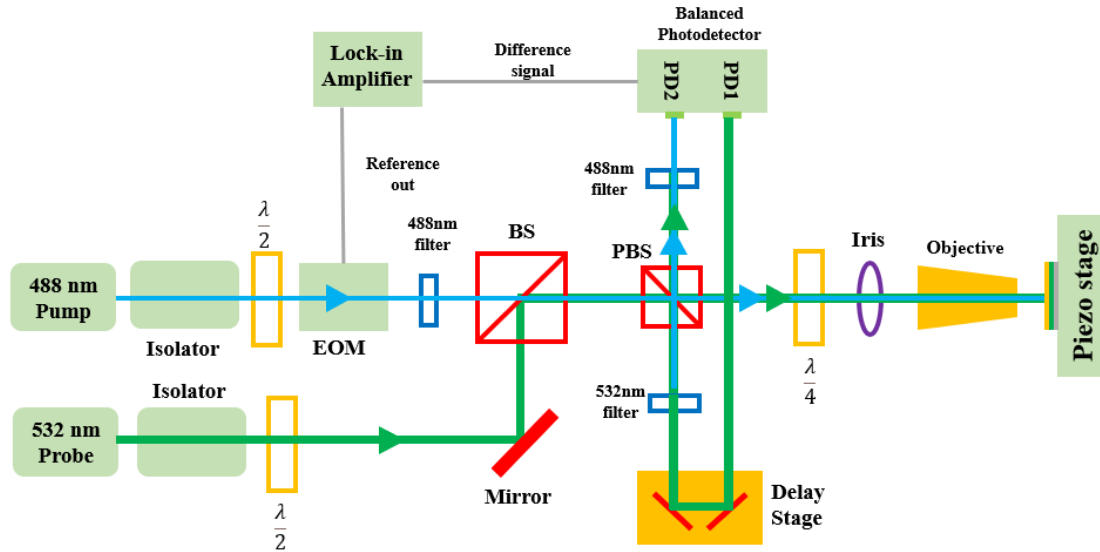 Balanced
Photodetector
Lock-in
Amplifier
Difference
signal
PD2
PD1
Reference
out
488nm
filter
488nm
filter
λ/2
BS
PBS
Iris
Objective
488 nm
Pump
Isolator
EOM
Piezo stage
Isolator
532nm
filter
λ/4
532 nm
Probe
Mirror
Delay
Stage
λ/2